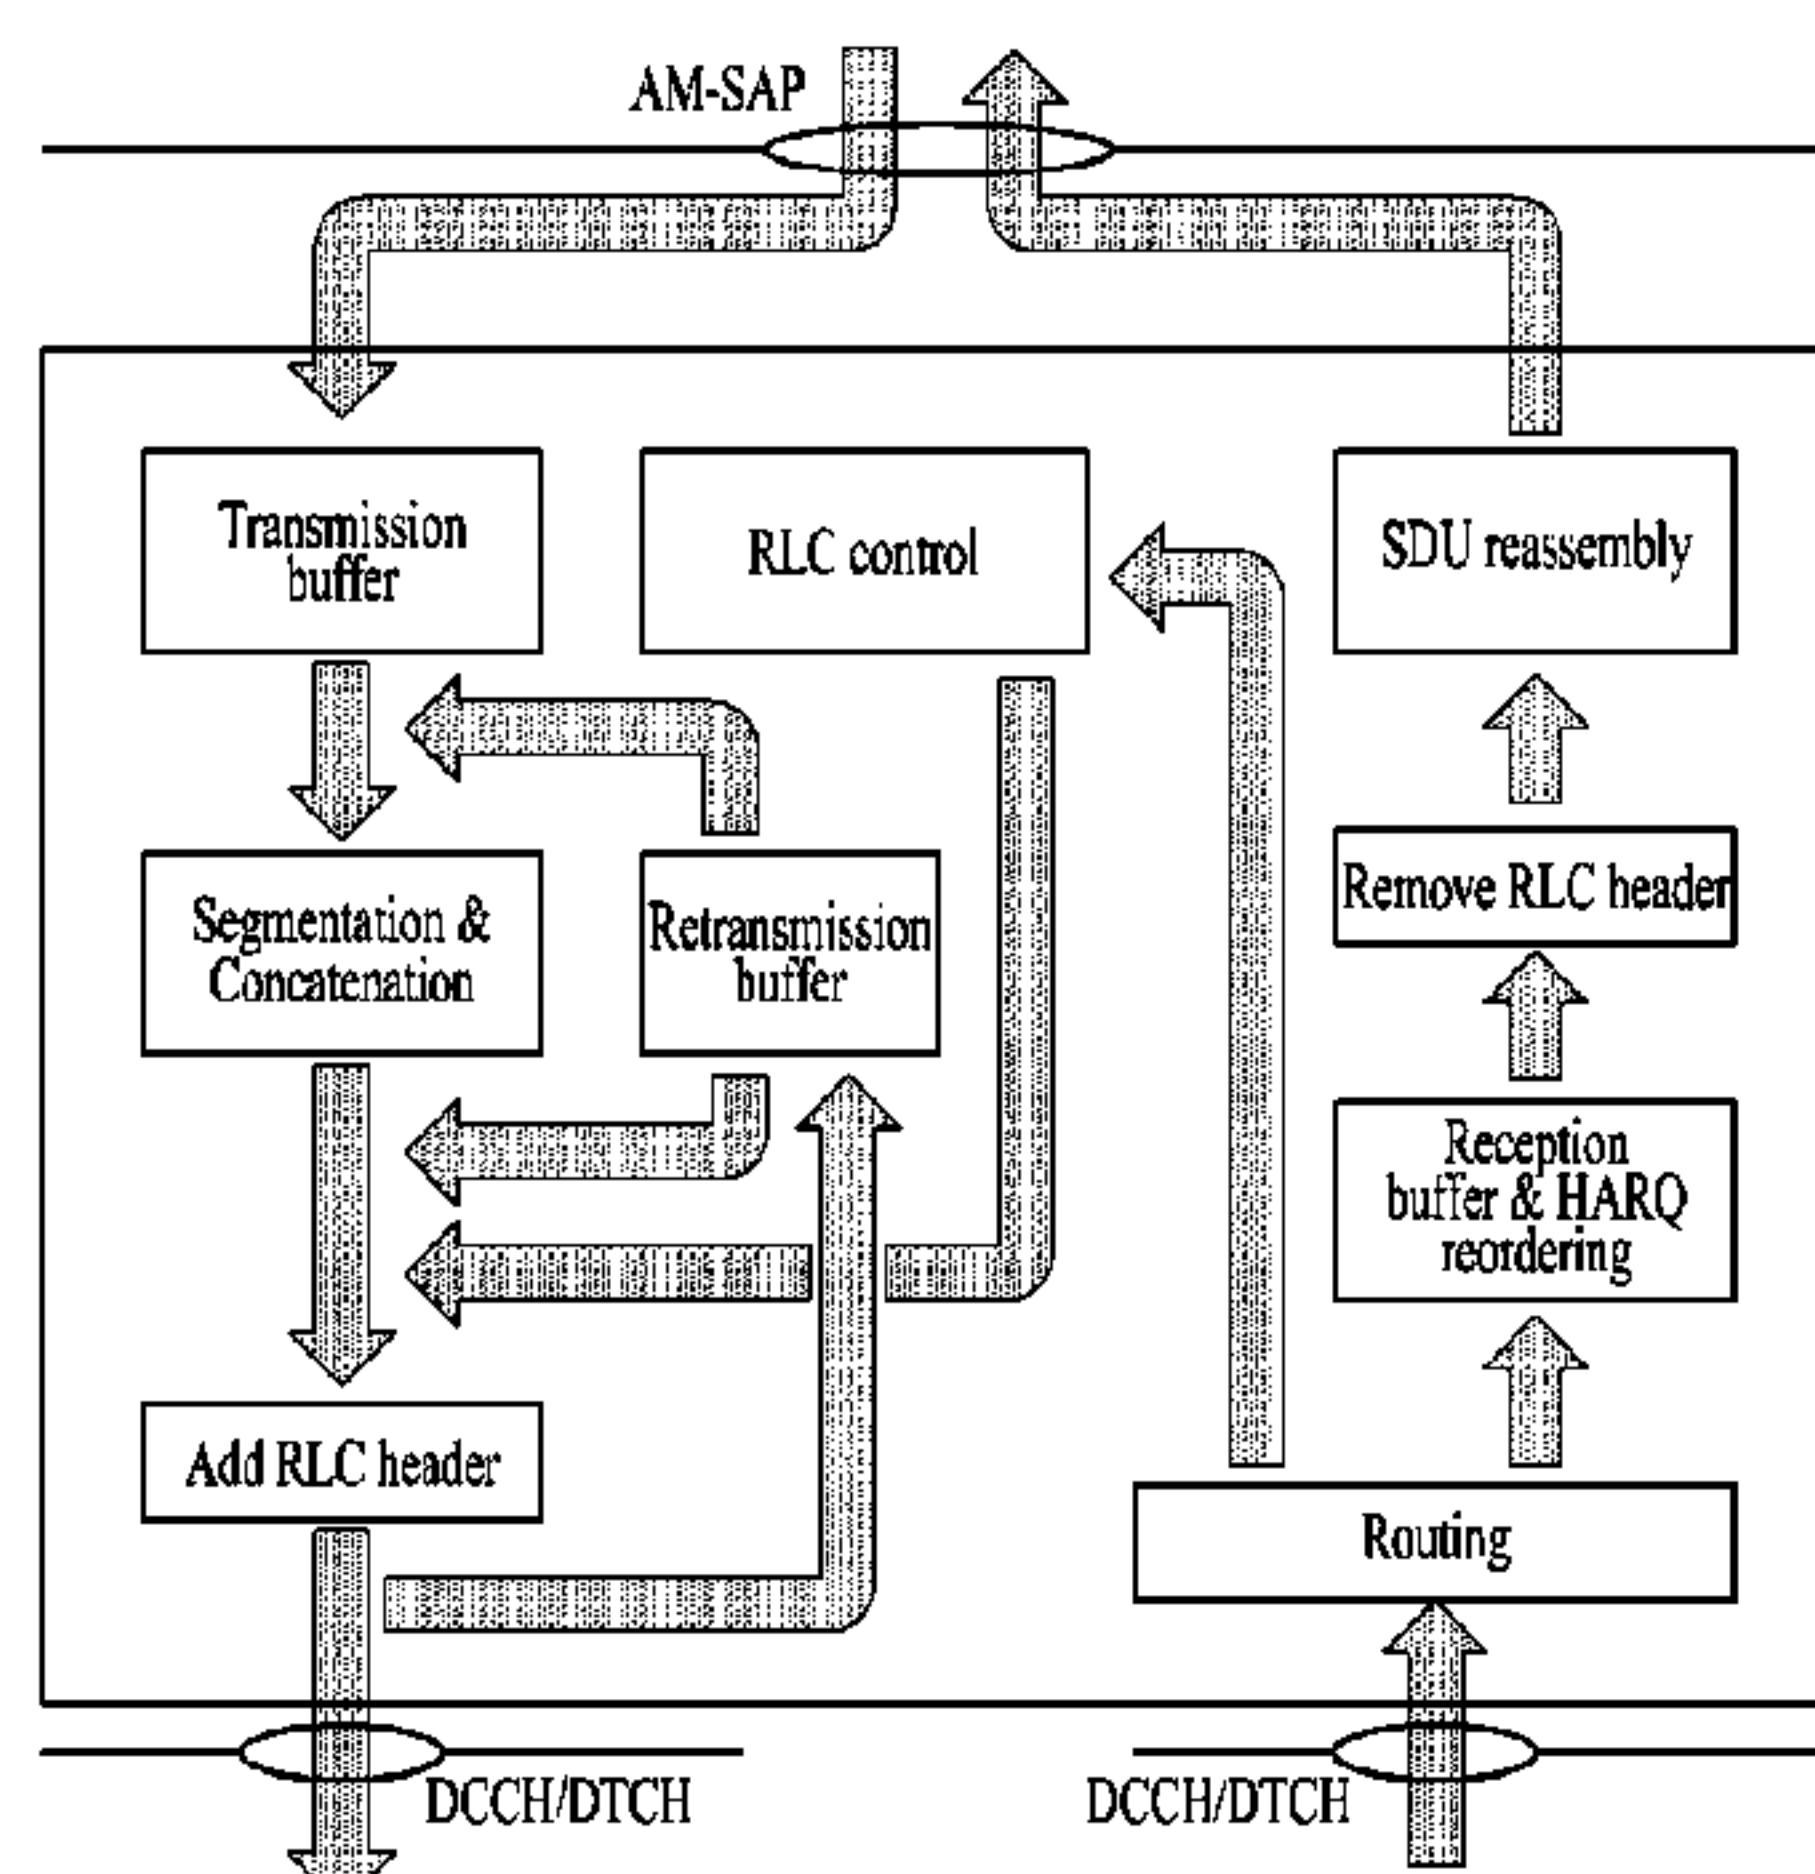 AM-SAP
Transmission
buffer
RLC control
SDU reassembly
Segmentation &
Concatenation
Retransmission
buffer
Remove RLC header
Reception
buffer & HARQ
reordering
Add RLC header
Routing
DCCH/DTCH
DCCH/DTCH